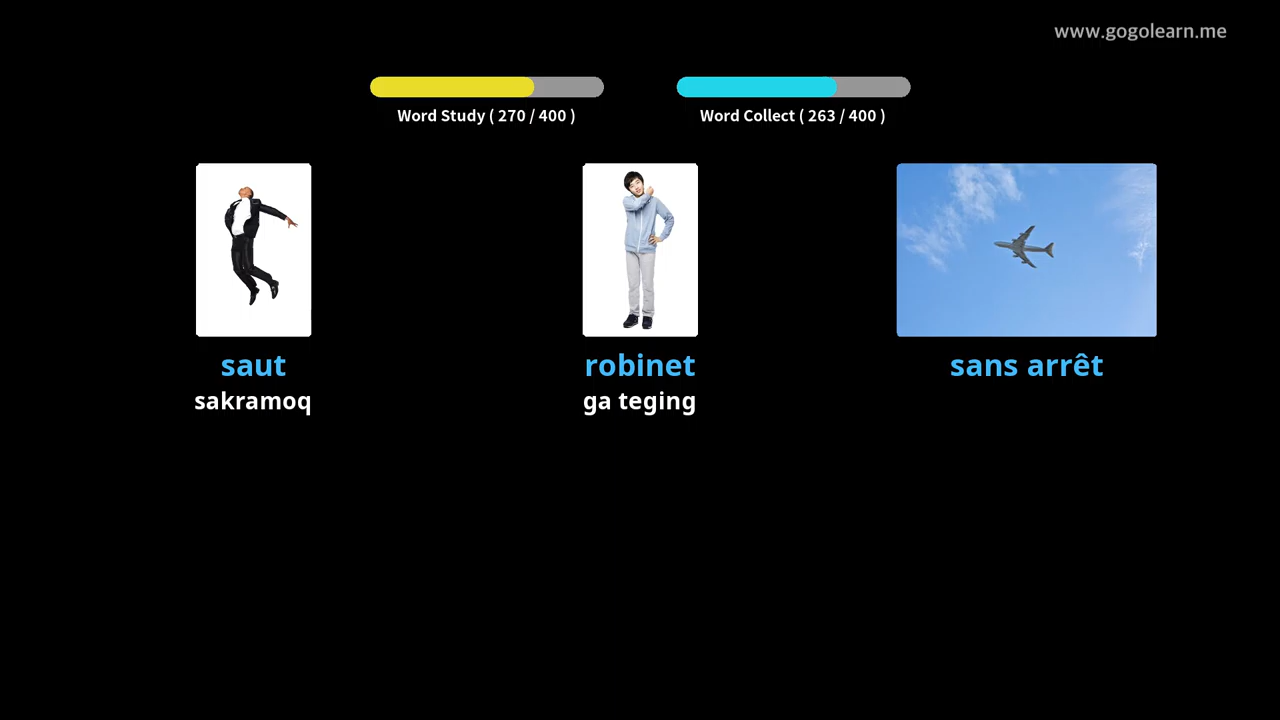 www.gogolearn.me
Word Study ( 270 / 400 )
Word Collect ( 263 / 400 )
saut
sakramoq
robinet
ga teging
sans arrêt